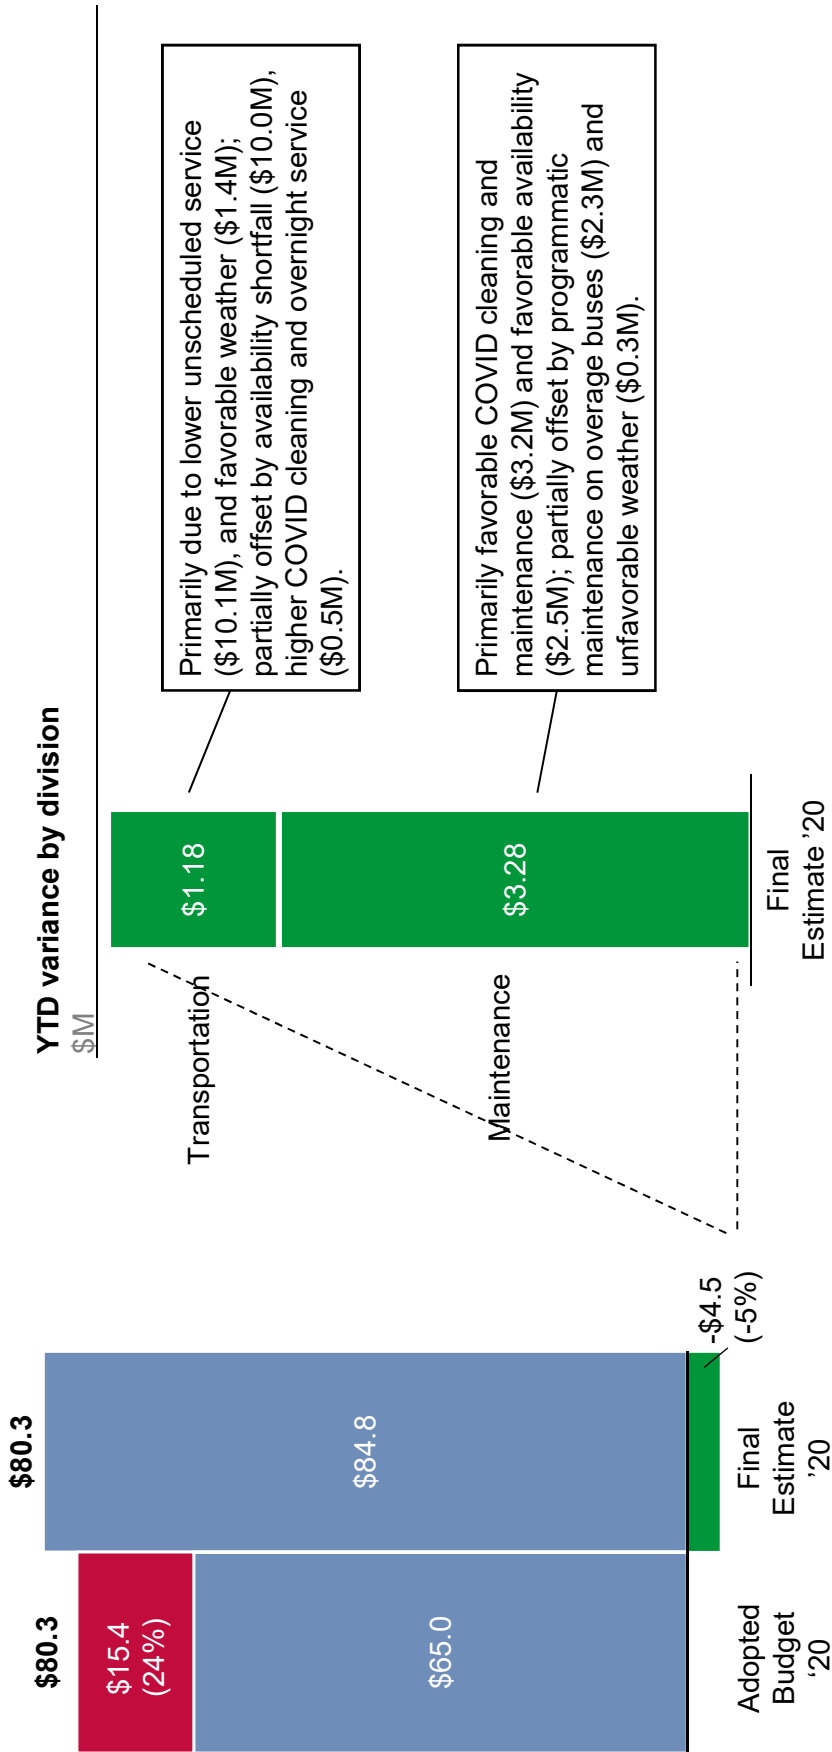 $80.3
$15.4
(24%)
$65.0
Adopted
Budget
‘20
$80.3
$84.8
-$4.5
(-5%)
Final
Estimate
’20
YTD variance by division
$M
Transportation
$1.18
Maintenance
$3.28
Final
Estimate ’20
Primarily due to lower unscheduled service
($10.1M), and favorable weather ($1.4M);
partially offset by availability shortfall ($10.0M),
higher COVID cleaning and overnight service
($0.5M).
Primarily favorable COVID cleaning and
maintenance ($3.2M) and favorable availability
($2.5M); partially offset by programmatic
maintenance on overage buses ($2.3M) and
unfavorable weather ($0.3M).